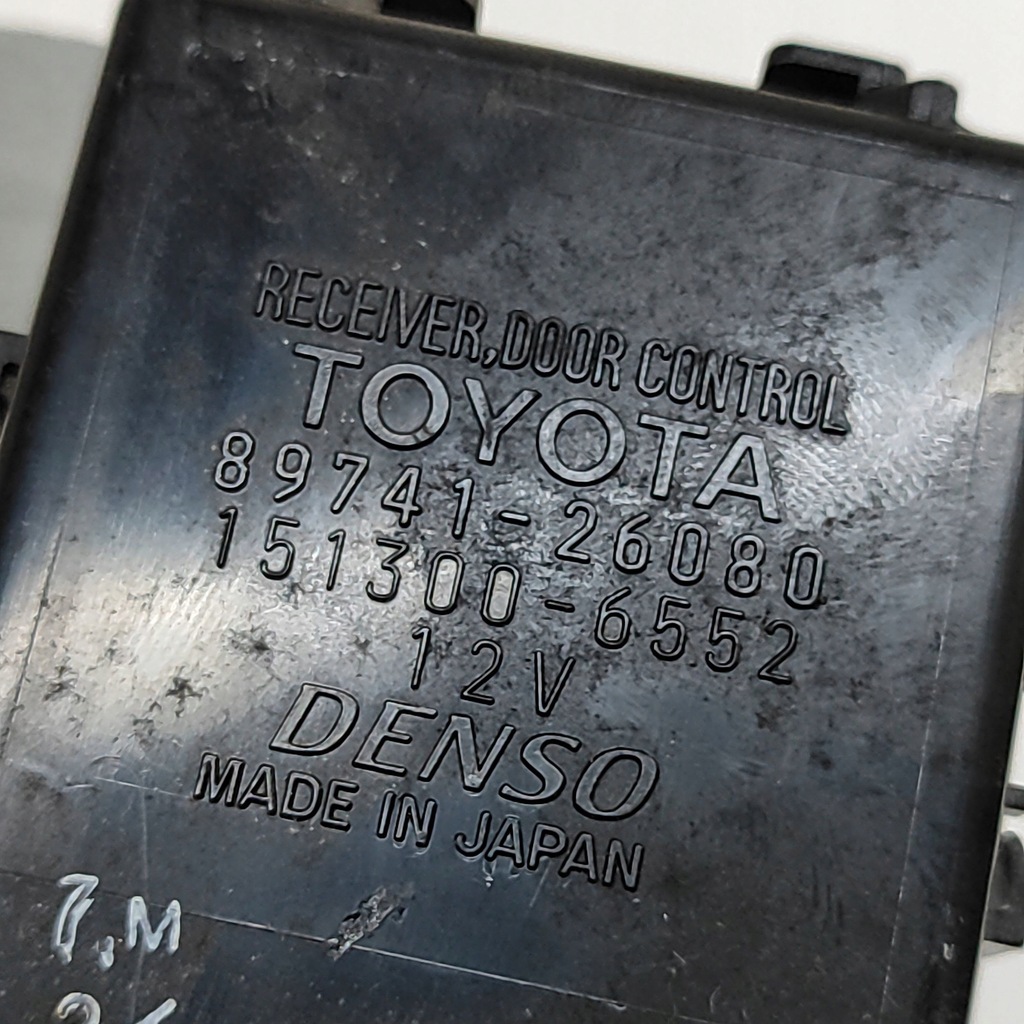 RECEIVER, DOOR CONTROL
TOYOTA
89741-26080
151300-6552
12V
DENSO
MADE IN JAPAN